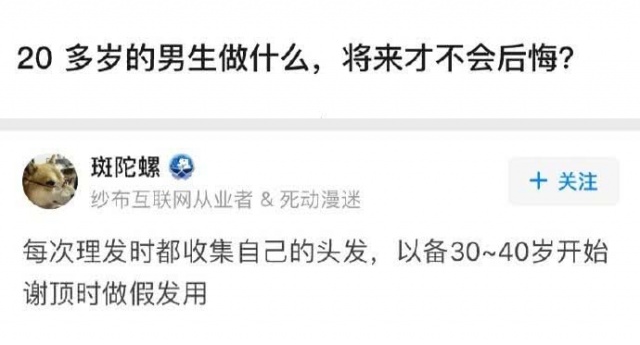 20 多岁的男生做什么，将来才不会后悔？
斑陀螺
+ 关注
纱布互联网从业者 & 死动漫迷
每次理发时都收集自己的头发，以备30~40岁开始
谢顶时做假发用